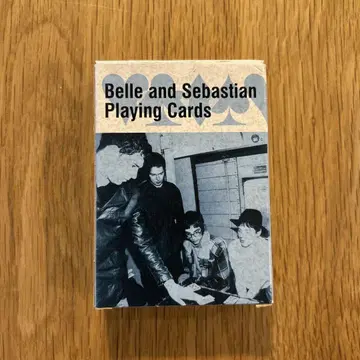 Belle and Sebastian
Playing Cards